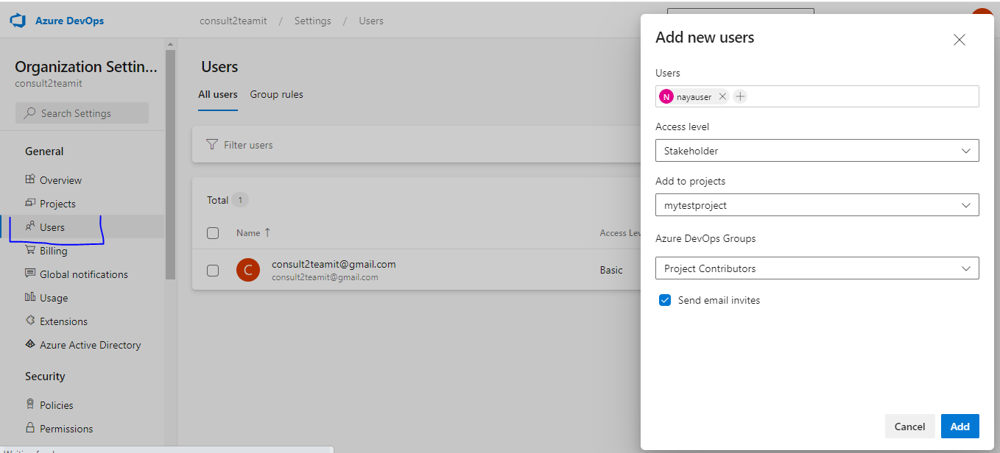 Azure DevOps
consult2teamit / Settings / Users
Organization Settin...
consult2teamit
Search Settings
General
Overview
Projects
Users
Billing
Global notifications
Usage
Extensions
Azure Active Directory
Security
Policies
Permissions
Users
All users Group rules
Filter users
Total 1
Name ↑ Access Lev
C
consult2teamit@gmail.com
consult2teamit@gmail.com
Basic
Add new users
Users
N nayauser
Access level
Stakeholder
Add to projects
mytestproject
Azure DevOps Groups
Project Contributors
Send email invites
Cancel Add